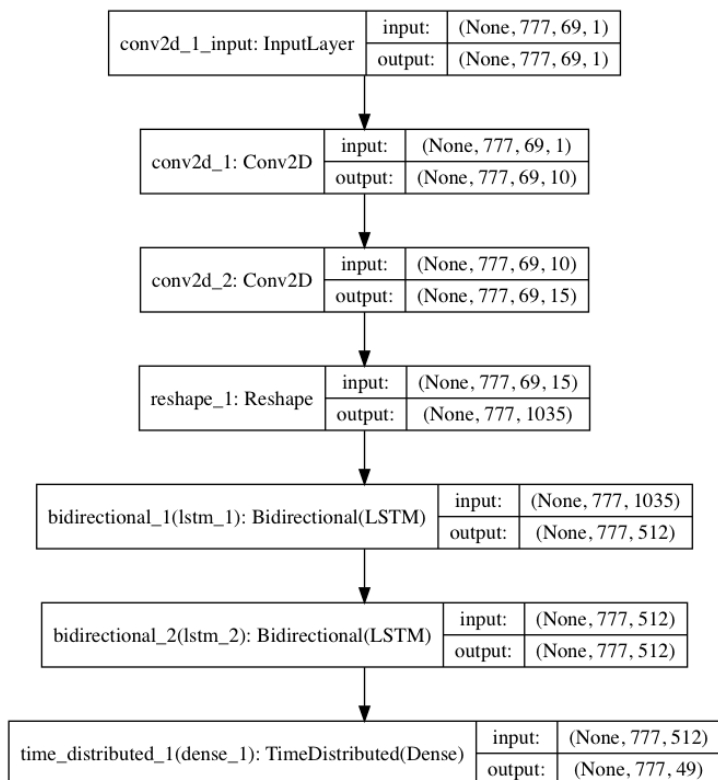 conv2d_1_input: InputLayer
input: (None, 777, 69, 1)
output: (None, 777, 69, 1)
conv2d_1: Conv2D
input: (None, 777, 69, 1)
output: (None, 777, 69, 10)
conv2d_2: Conv2D
input: (None, 777, 69, 10)
output: (None, 777, 69, 15)
reshape_1: Reshape
input: (None, 777, 69, 15)
output: (None, 777, 1035)
bidirectional_1(lstm_1): Bidirectional(LSTM)
input: (None, 777, 1035)
output: (None, 777, 512)
bidirectional_2(lstm_2): Bidirectional(LSTM)
input: (None, 777, 512)
output: (None, 777, 512)
time_distributed_1(dense_1): TimeDistributed(Dense)
input: (None, 777, 512)
output: (None, 777, 49)